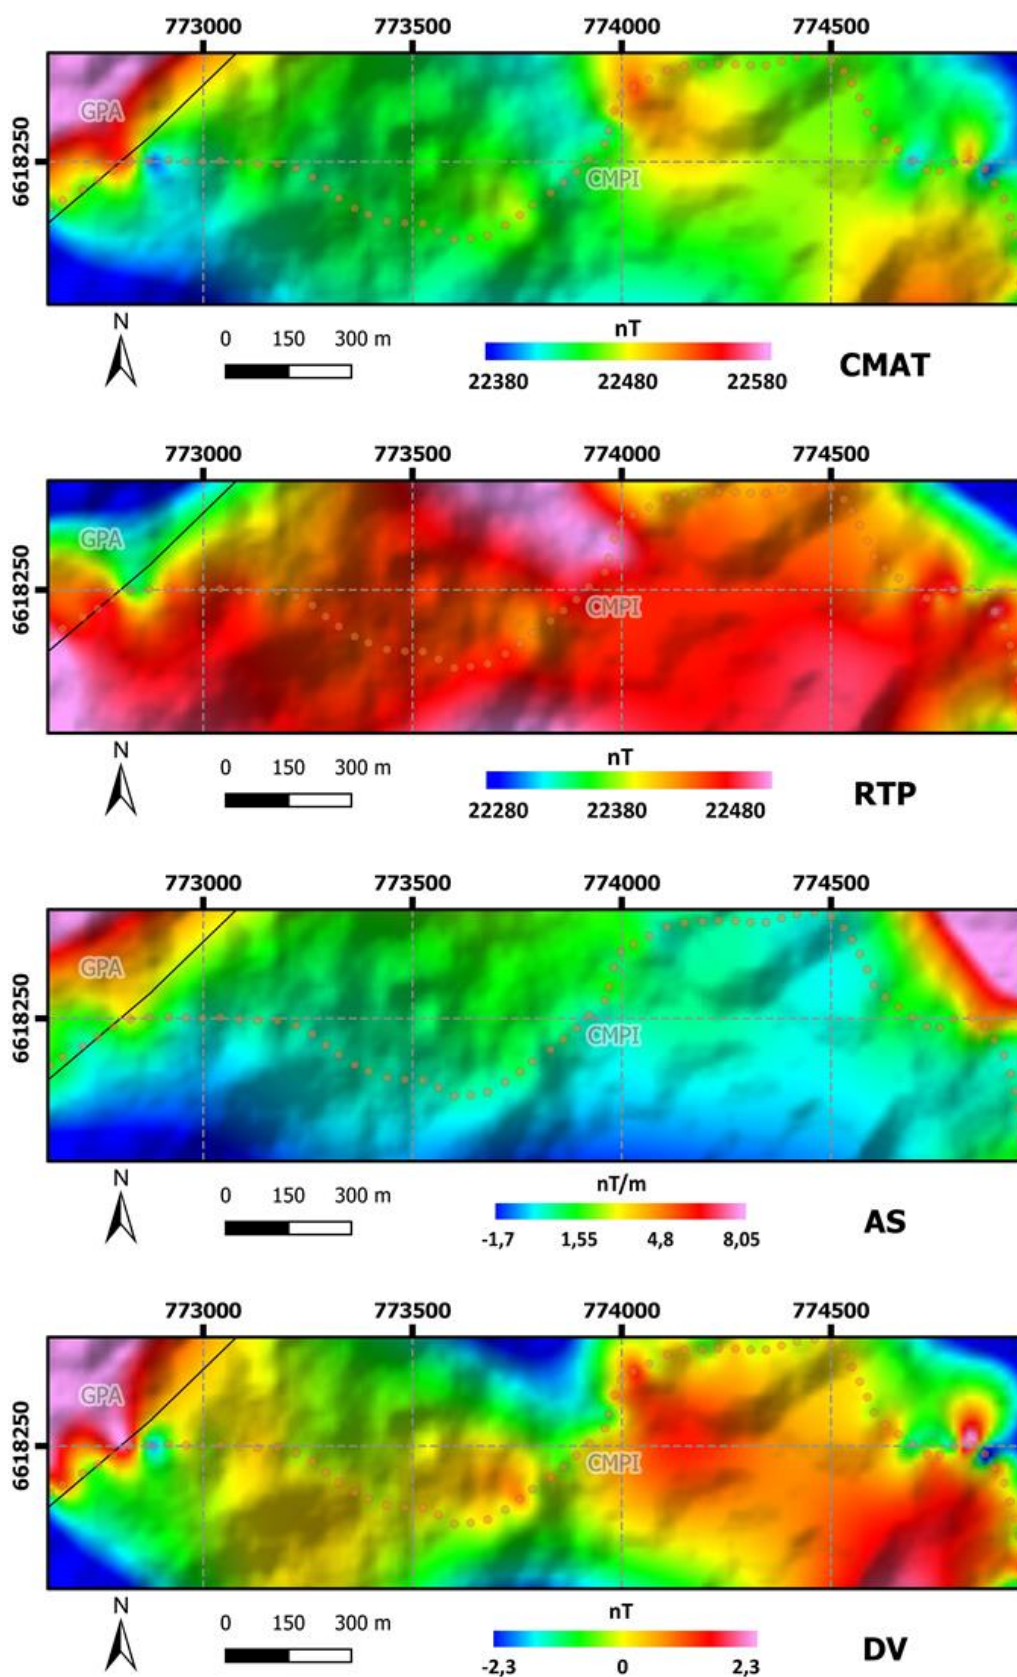 773000 773500 774000 774500
6618250
GPA
CMPI
N
0 150 300 m
nT
22380 22480 22580
CMAT
773000 773500 774000 774500
6618250
GPA
CMPI
N
0 150 300 m
nT
22280 22380 22480
RTP
773000 773500 774000 774500
6618250
GPA
CMPI
N
0 150 300 m
nT/m
-1,7 1,55 4,8 8,05
AS
773000 773500 774000 774500
6618250
GPA
CMPI
N
0 150 300 m
nT
-2,3 0 2,3
DV